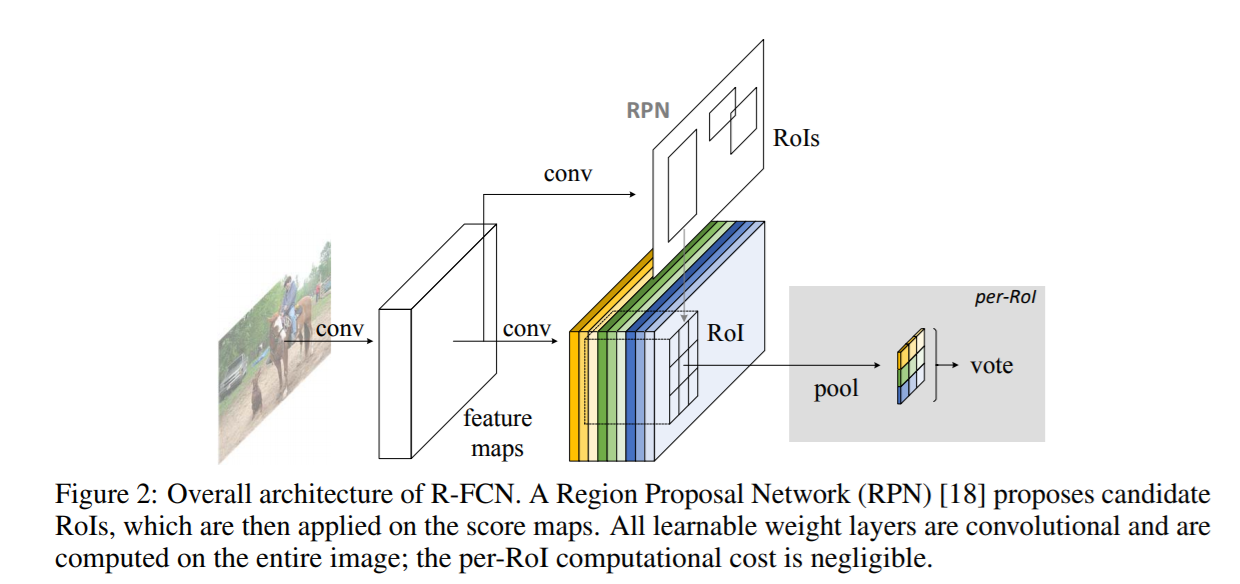 RPN
RoIs
conv
conv
conv
RoI
per-RoI
pool
vote
feature
maps
Figure 2: Overall architecture of R-FCN. A Region Proposal Network (RPN) [18] proposes candidate
RoIs, which are then applied on the score maps. All learnable weight layers are convolutional and are
computed on the entire image; the per-RoI computational cost is negligible.